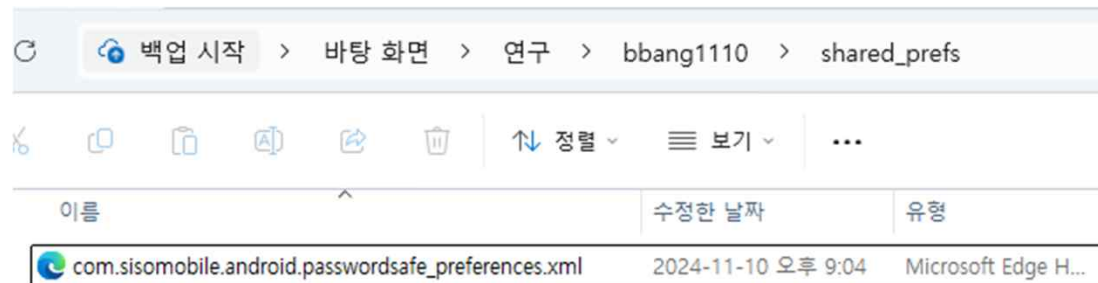 백업 시작 > 바탕 화면 > 연구 > bbang1110 > shared_prefs
정렬 보기 ...
이름 수정한 날짜 유형
com.sisomobile.android.passwordsafe_preferences.xml 2024-11-10 오후 9:04 Microsoft Edge H...